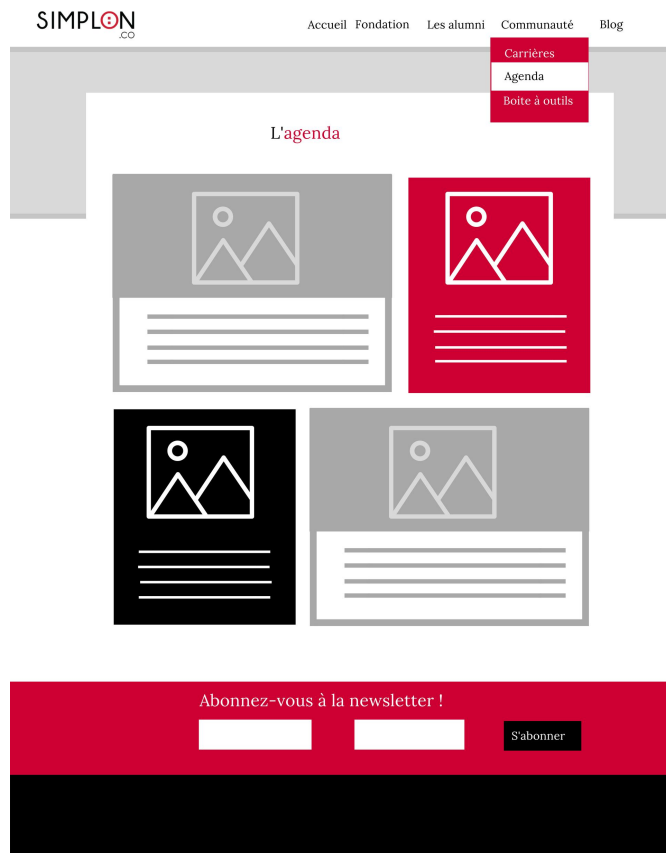 SIMPLON
.CO
Accueil Fondation Les alumni Communauté Blog
Carrières
Agenda
Boite à outils
L'agenda
Abonnez-vous à la newsletter !
S'abonner